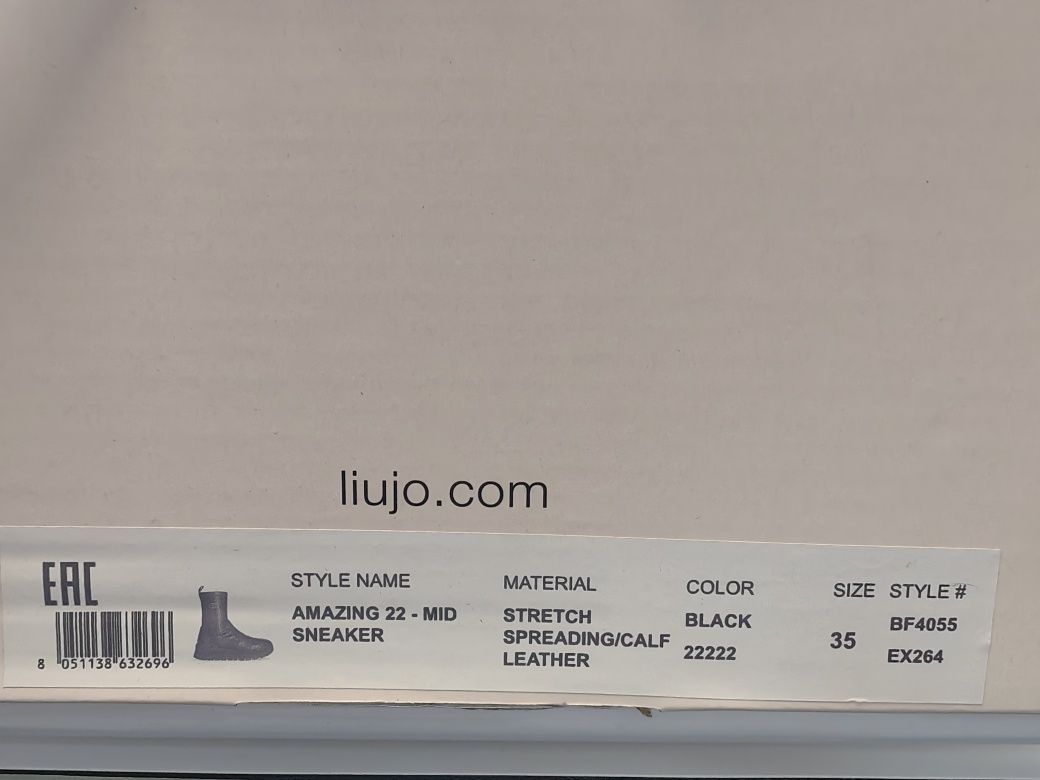 liujo.com
EAC
8 051138 632696
STYLE NAME
AMAZING 22 - MID
SNEAKER
MATERIAL
STRETCH
SPREADING/CALF
LEATHER
COLOR
BLACK
22222
SIZE
35
STYLE #
BF4055
EX264